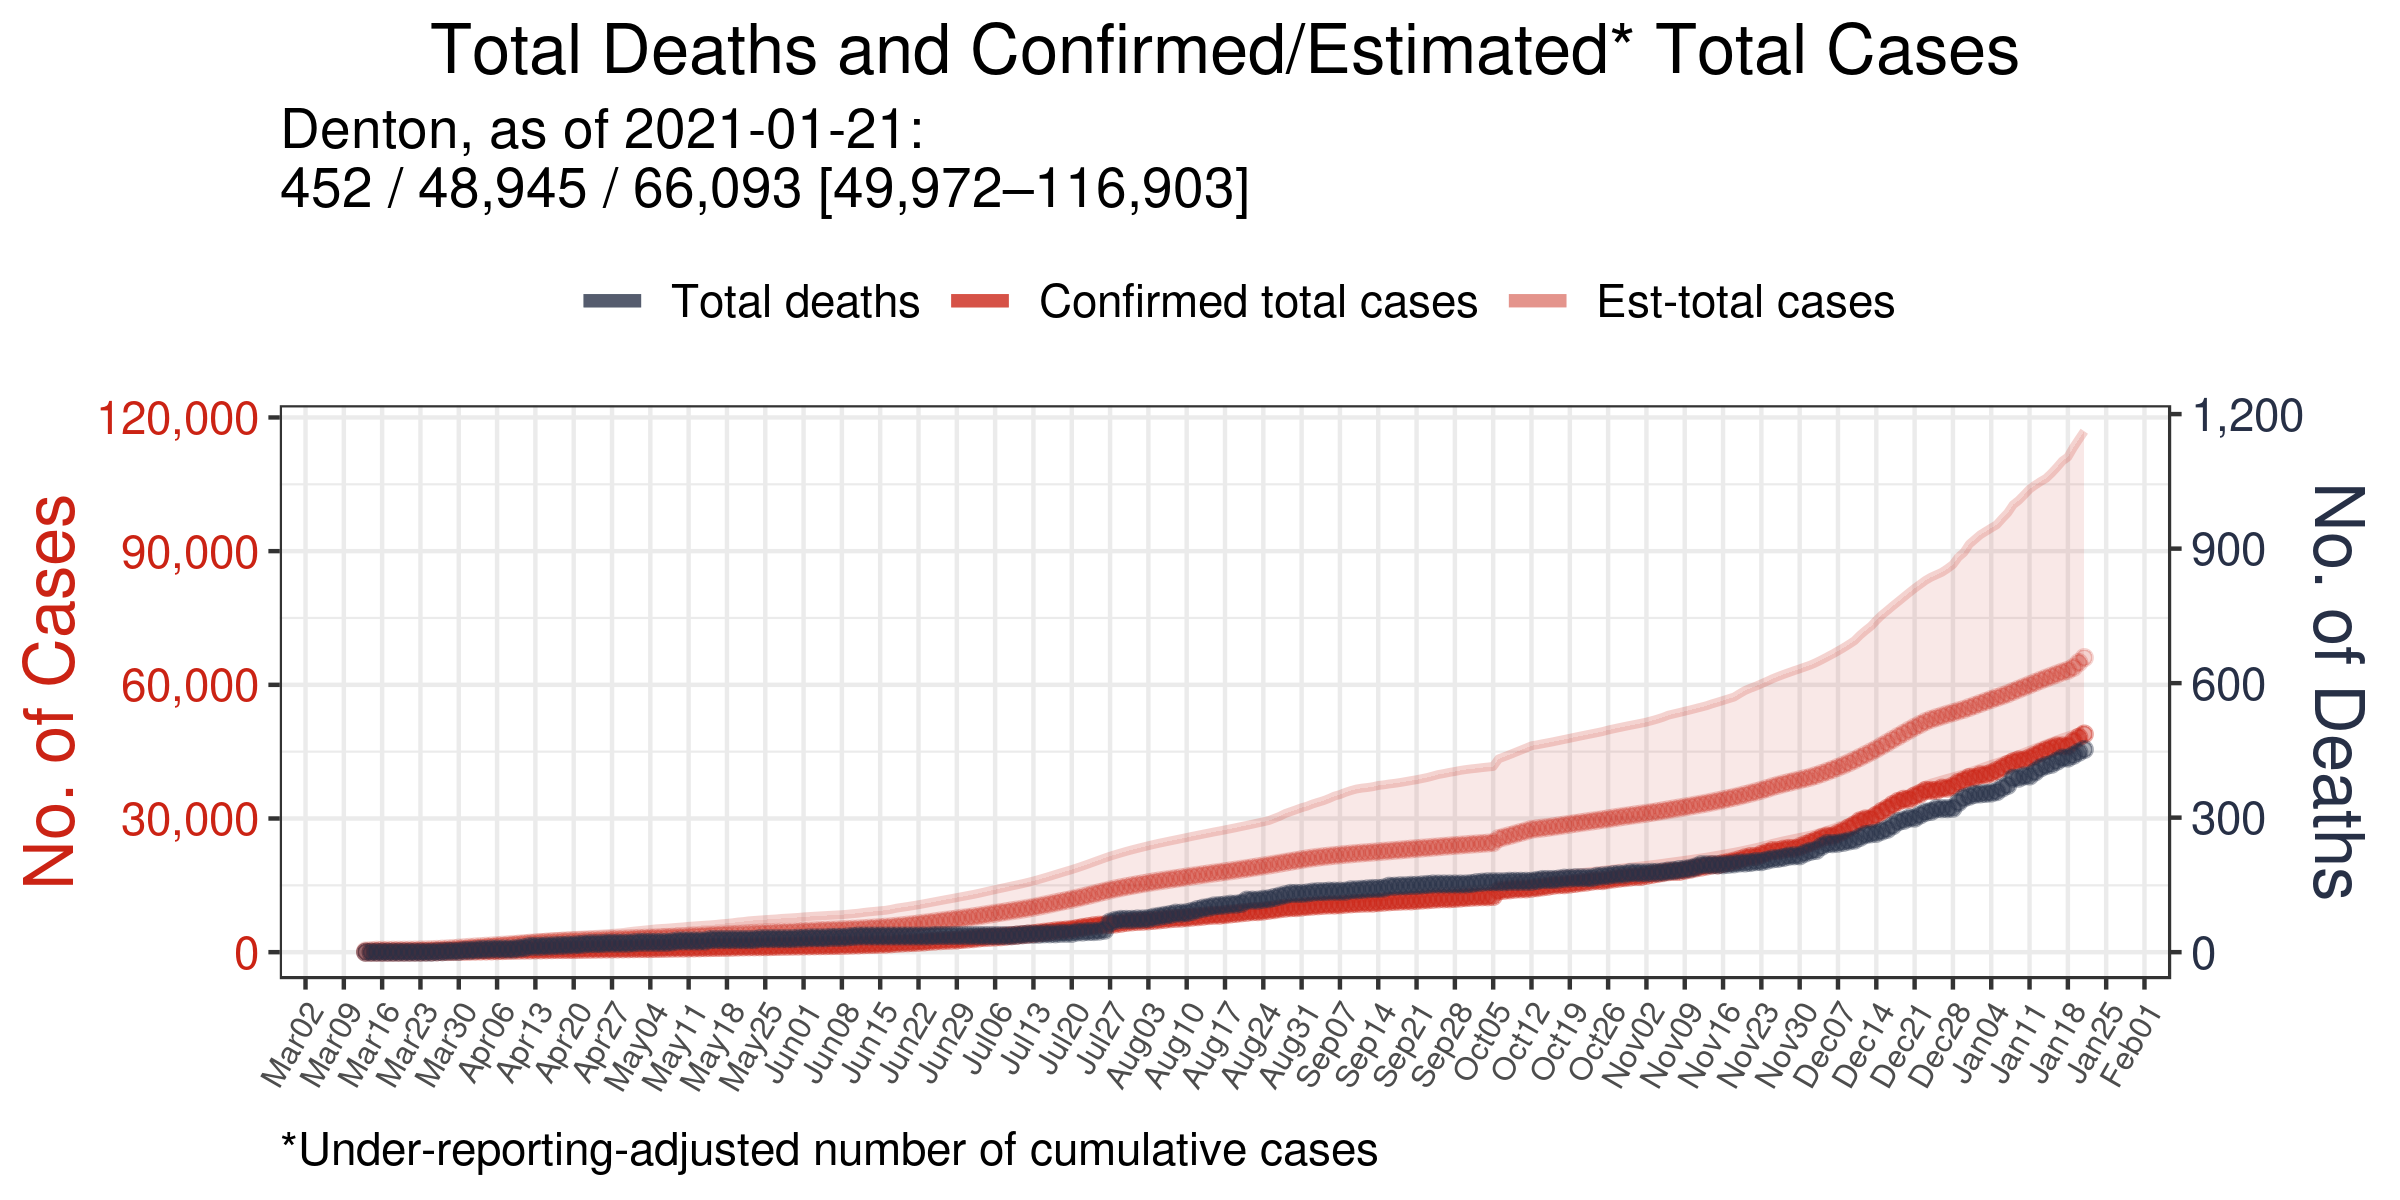 Total Deaths and Confirmed/Estimated* Total Cases
Denton, as of 2021-01-21:
452 / 48,945 / 66,093 [49,972–116,903]
Total deaths
Confirmed total cases
Est-total cases
No. of Cases
120,000
90,000
60,000
30,000
0
1,200
900
600
300
0
No. of Deaths
Mar02
Mar09
Mar16
Mar23
Mar30
Apr06
Apr13
Apr20
Apr27
May04
May11
May18
May25
Jun01
Jun08
Jun15
Jun22
Jun29
Jul06
Jul13
Jul20
Jul27
Aug03
Aug10
Aug17
Aug24
Aug31
Sep07
Sep14
Sep21
Sep28
Oct05
Oct12
Oct19
Oct26
Nov02
Nov09
Nov16
Nov23
Nov30
Dec07
Dec14
Dec21
Dec28
Jan04
Jan11
Jan18
Jan25
Feb01
*Under-reporting-adjusted number of cumulative cases